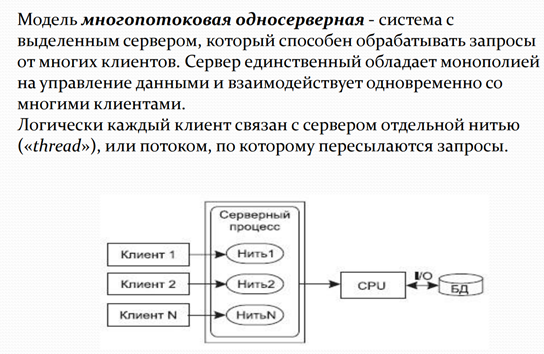 Модель многопотоковая односерверная - система с
выделенным сервером, который способен обрабатывать запросы
от многих клиентов. Сервер единственный обладает монополией
на управление данными и взаимодействует одновременно со
многими клиентами.
Логически каждый клиент связан с сервером отдельной нитью
(«thread»), или потоком, по которому пересылаются запросы.
Серверный
процесс
Клиент 1
Нить1
Клиент 2
Нить2
Клиент N
НитьN
CPU
I/O
БД